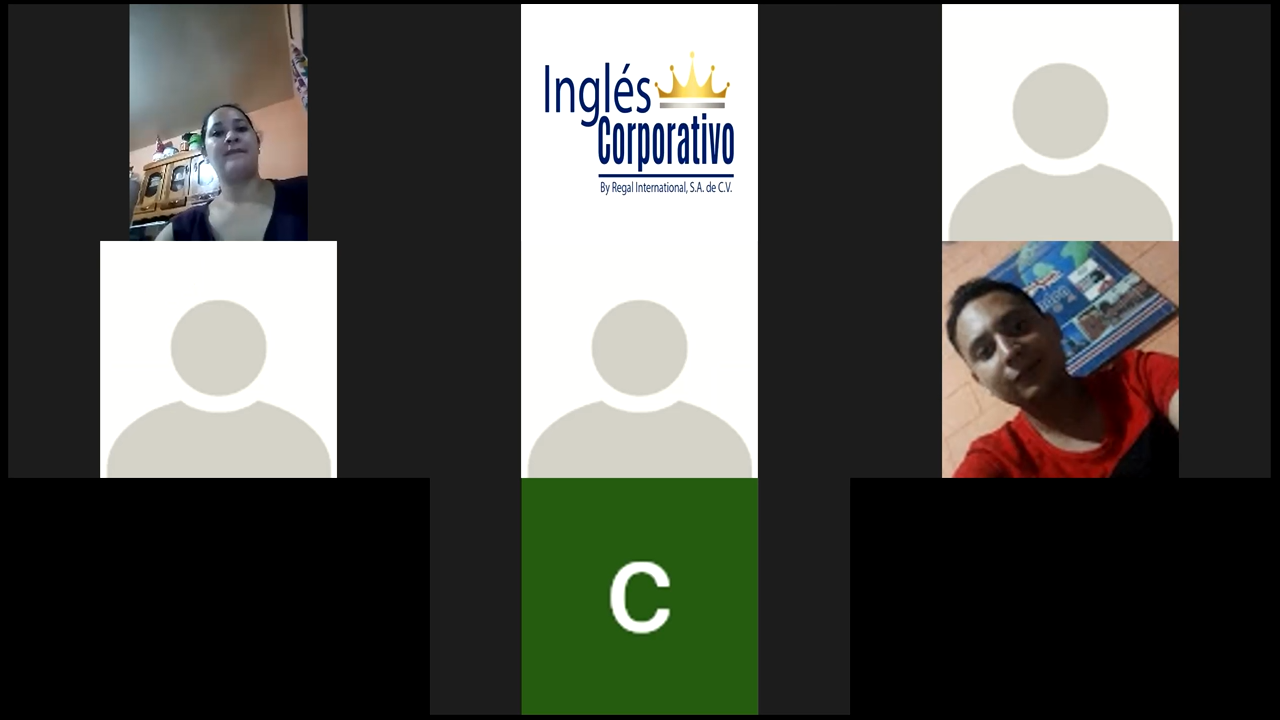 Inglés
Corporativo
By Regal International, S.A. de C.V.
C